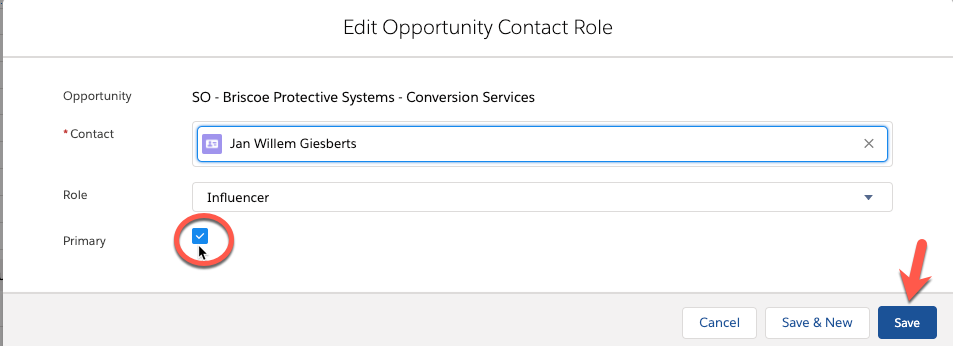 Edit Opportunity Contact Role
Opportunity SO - Briscoe Protective Systems - Conversion Services
* Contact Jan Willem Giesberts
Role Influencer
Primary
Cancel Save & New Save